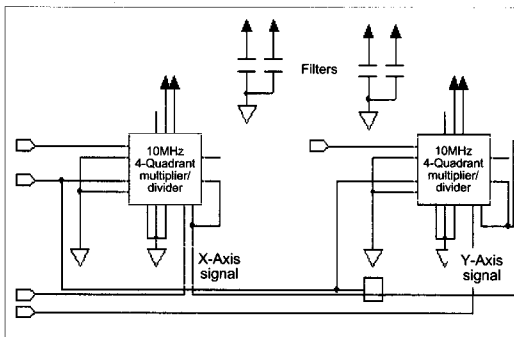 Filters
10MHz
4-Quadrant
multiplier/
divider
10MHz
4-Quadrant
multiplier/
divider
X-Axis
signal
Y-Axis
signal